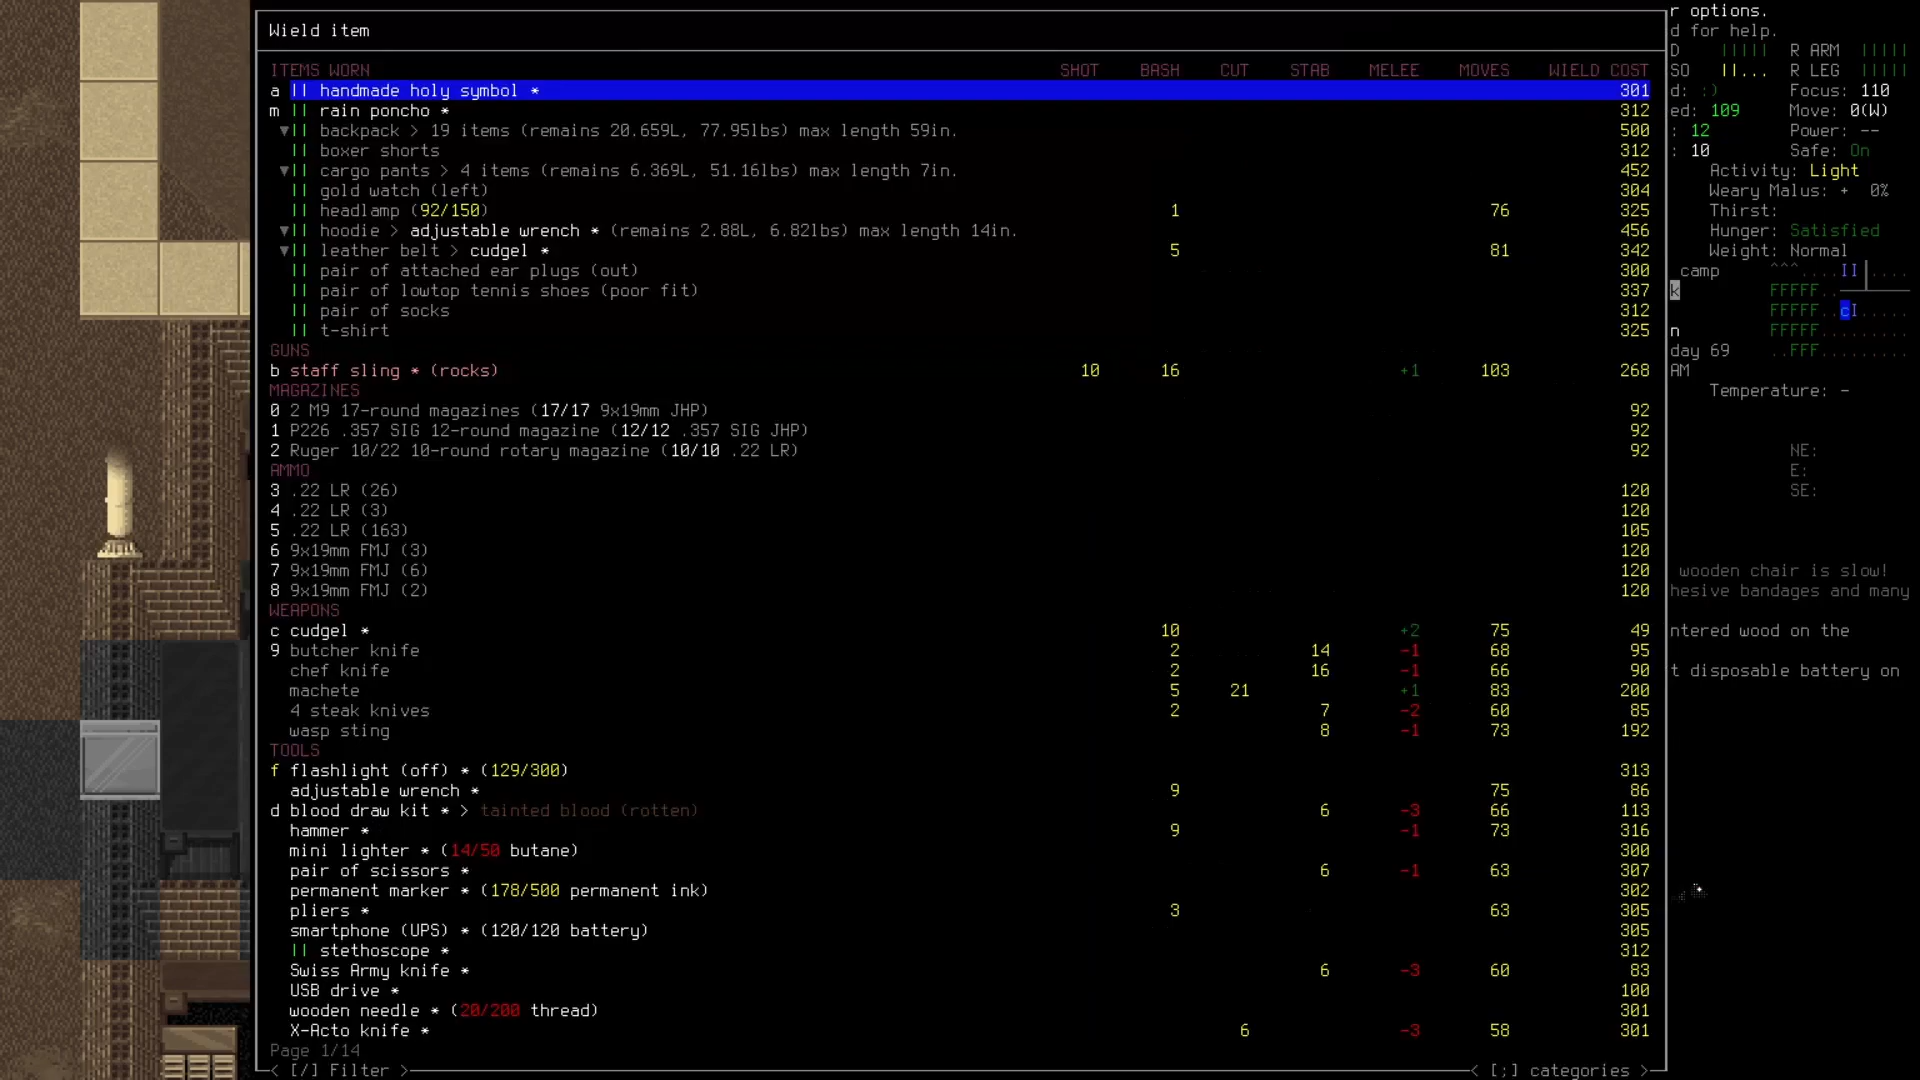 Wield item
r options.
d for help.
ITEMS WORN SHOT BASH CUT STAB MELEE MOVES WIELD COST
D ||||| R ARM |||||
SO ||... R LEG |||||
a || handmade holy symbol * 301
d: :) Focus: 110
m || rain poncho * 312
ed: 109 Move: 0(W)
▼|| backpack > 19 items (remains 20.659L, 77.95lbs) max length 59in. 500
: 12 Power: --
|| boxer shorts 312
: 10 Safe: On
▼|| cargo pants > 4 items (remains 6.369L, 51.16lbs) max length 7in. 452
Activity: Light
|| gold watch (left) 304
Weary Malus: + 0%
|| headlamp (92/150) 1 76 325
Thirst:
▼|| hoodie > adjustable wrench * (remains 2.88L, 6.82lbs) max length 14in. 456
Hunger: Satisfied
▼|| leather belt > cudgel * 5 81 342
Weight: Normal
|| pair of attached ear plugs (out) 300
camp ^^^....II|....
|| pair of lowtop tennis shoes (poor fit) 337
k FFFFF..
|| pair of socks 312
FFFFF..cI.....
|| t-shirt 325
n FFFFF.........
GUNS
day 69 ..FFF.........
b staff sling * (rocks) 10 16 +1 103 268
AM
MAGAZINES
Temperature: -
0 2 M9 17-round magazines (17/17 9x19mm JHP) 92
1 P226 .357 SIG 12-round magazine (12/12 .357 SIG JHP) 92
2 Ruger 10/22 10-round rotary magazine (10/10 .22 LR) 92
NE:
AMMO
E:
3 .22 LR (26) 120
SE:
4 .22 LR (3) 120
5 .22 LR (163) 105
6 9x19mm FMJ (3) 120
7 9x19mm FMJ (6) 120
wooden chair is slow!
8 9x19mm FMJ (2) 120
hesive bandages and many
WEAPONS
c cudgel * 10 +2 75 49
ntered wood on the
9 butcher knife 2 14 -1 68 95
chef knife 2 16 -1 66 90
t disposable battery on
machete 5 21 +1 83 200
4 steak knives 2 7 -2 60 85
wasp sting 8 -1 73 192
TOOLS
f flashlight (off) * (129/300) 313
adjustable wrench * 9 75 86
d blood draw kit * > tainted blood (rotten) 6 -3 66 113
hammer * 9 -1 73 316
mini lighter * (14/50 butane) 300
pair of scissors * 6 -1 63 307
permanent marker * (178/500 permanent ink) 302
pliers * 3 63 305
smartphone (UPS) * (120/120 battery) 305
|| stethoscope * 312
Swiss Army knife * 6 -3 60 83
USB drive * 100
wooden needle * (20/200 thread) 301
X-Acto knife * 6 -3 58 301
Page 1/14
< [/] Filter > < [;] categories >